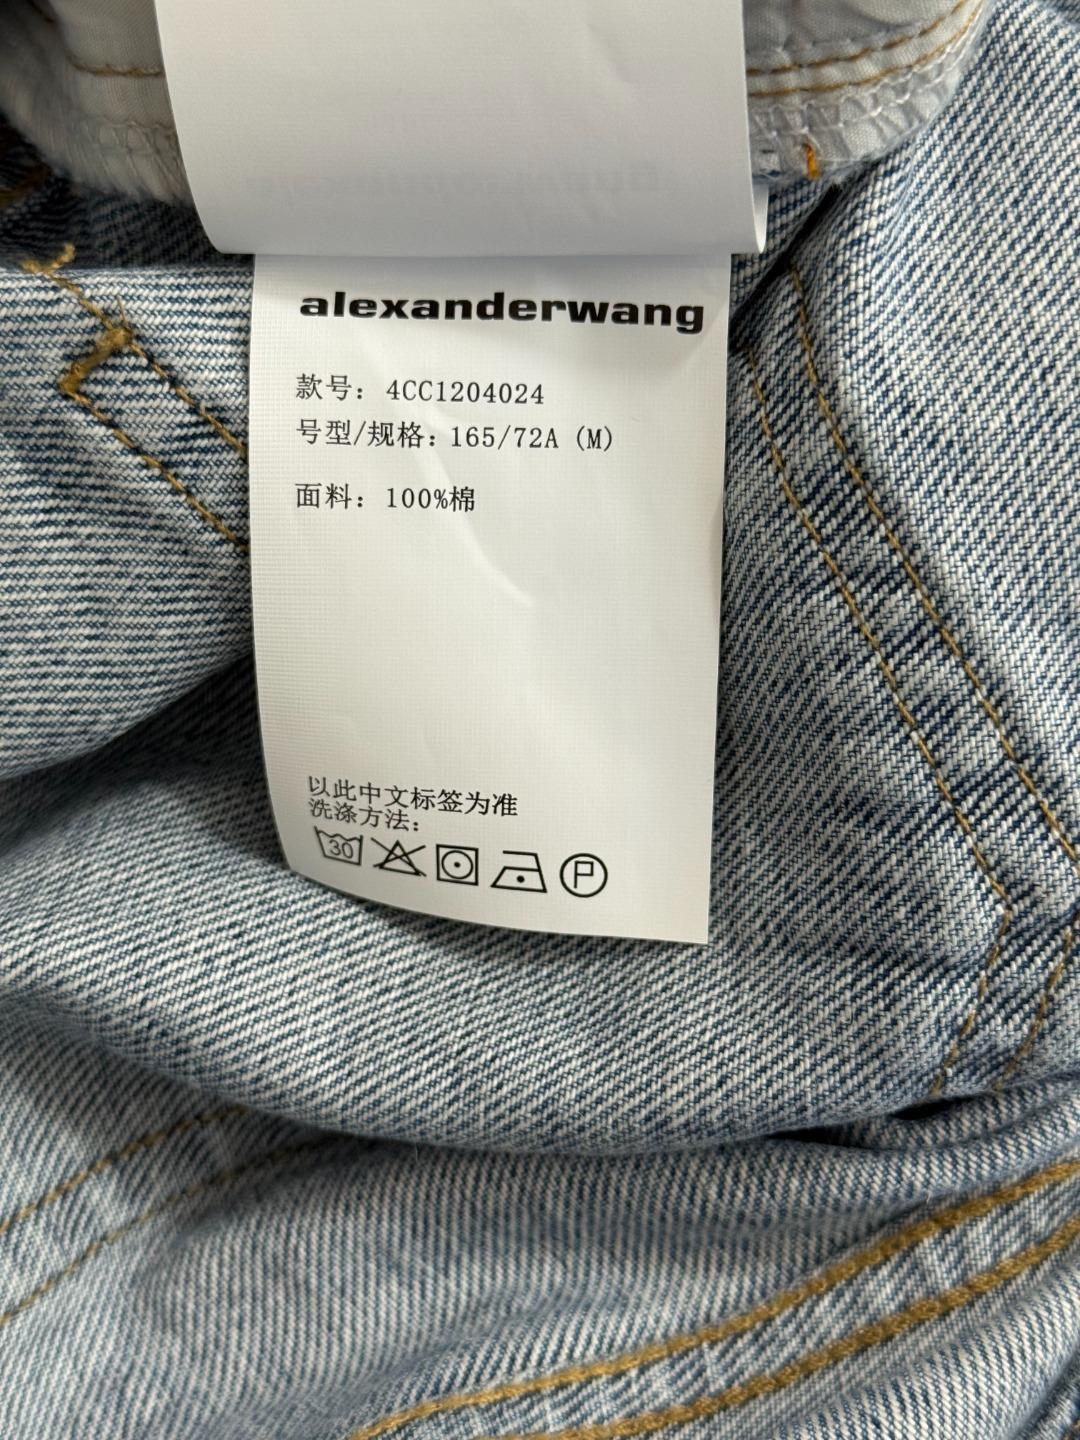 alexanderwang
款号: 4CC1204024
号型/规格: 165/72A (M)
面料: 100%棉
以此中文标签为准
洗涤方法:
30 P